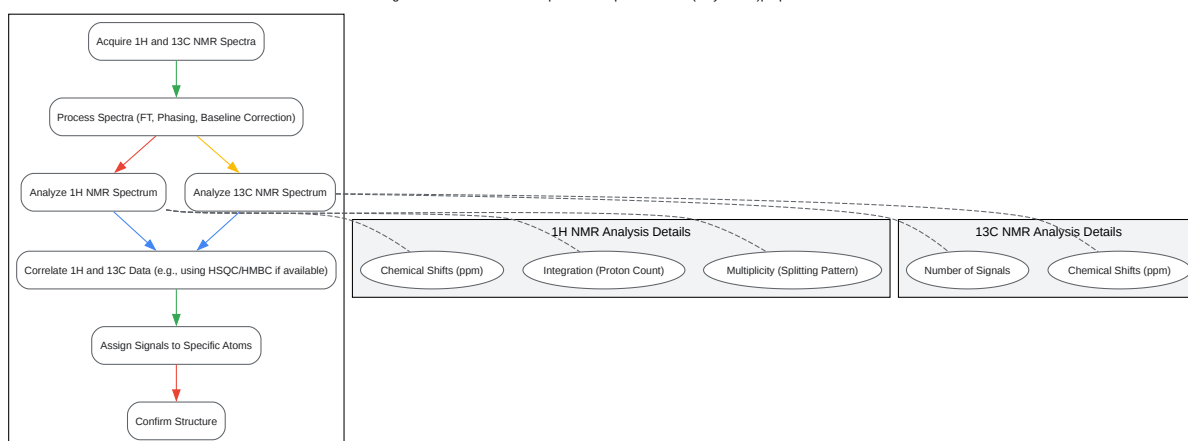 Acquire 1H and 13C NMR Spectra
Process Spectra (FT, Phasing, Baseline Correction)
Analyze 1H NMR Spectrum
Analyze 13C NMR Spectrum
1H NMR Analysis Details
13C NMR Analysis Details
Chemical Shifts (ppm)
Integration (Proton Count)
Multiplicity (Splitting Pattern)
Number of Signals
Chemical Shifts (ppm)
Correlate 1H and 13C Data (e.g., using HSQC/HMBC if available)
Assign Signals to Specific Atoms
Confirm Structure